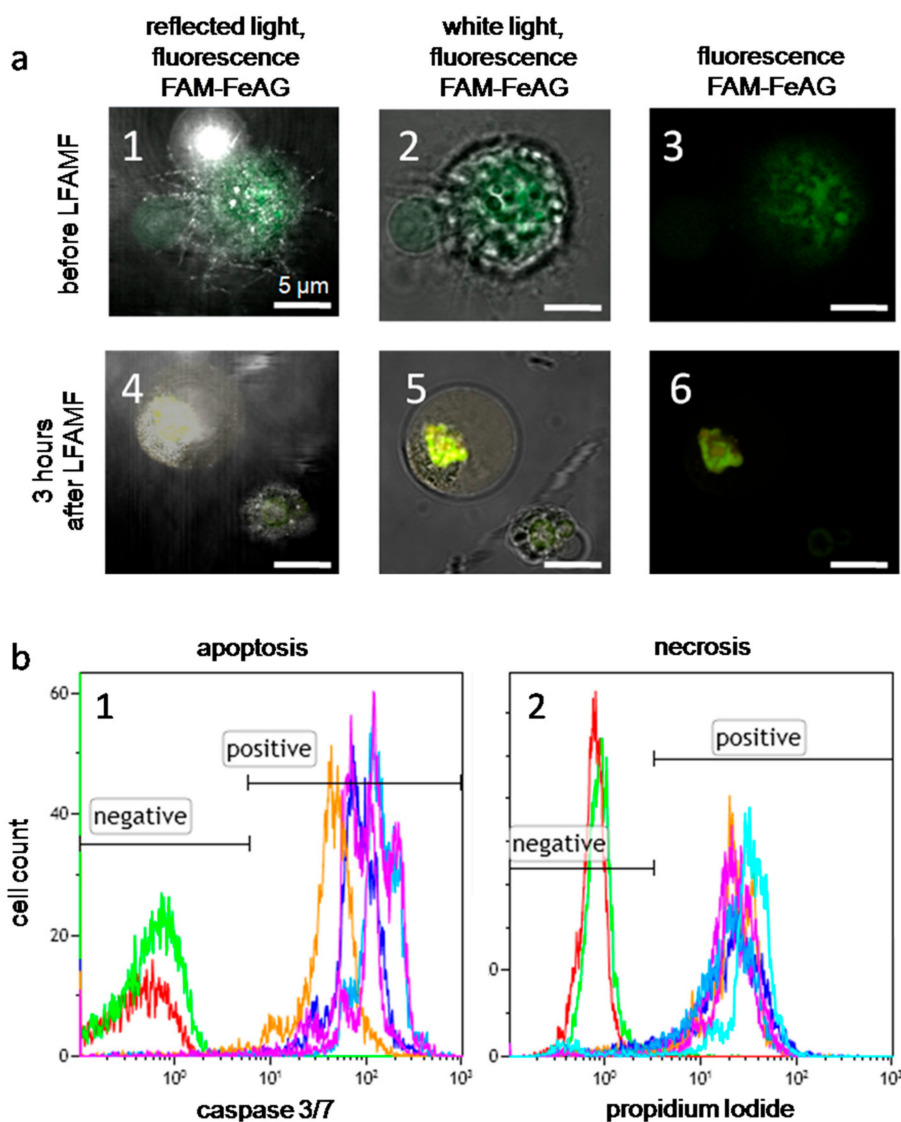 a
reflected light,
fluorescence
FAM-FeAG
white light,
fluorescence
FAM-FeAG
fluorescence
FAM-FeAG
before LFAMF
1
5 µm
2
3
3 hours
after LFAMF
4
5
6
b
apoptosis
necrosis
cell count
60
40
20
0
1
positive
negative
10⁰
10¹
10²
10³
caspase 3/7
2
positive
negative
0
10⁰
10¹
10²
10³
propidium Iodide